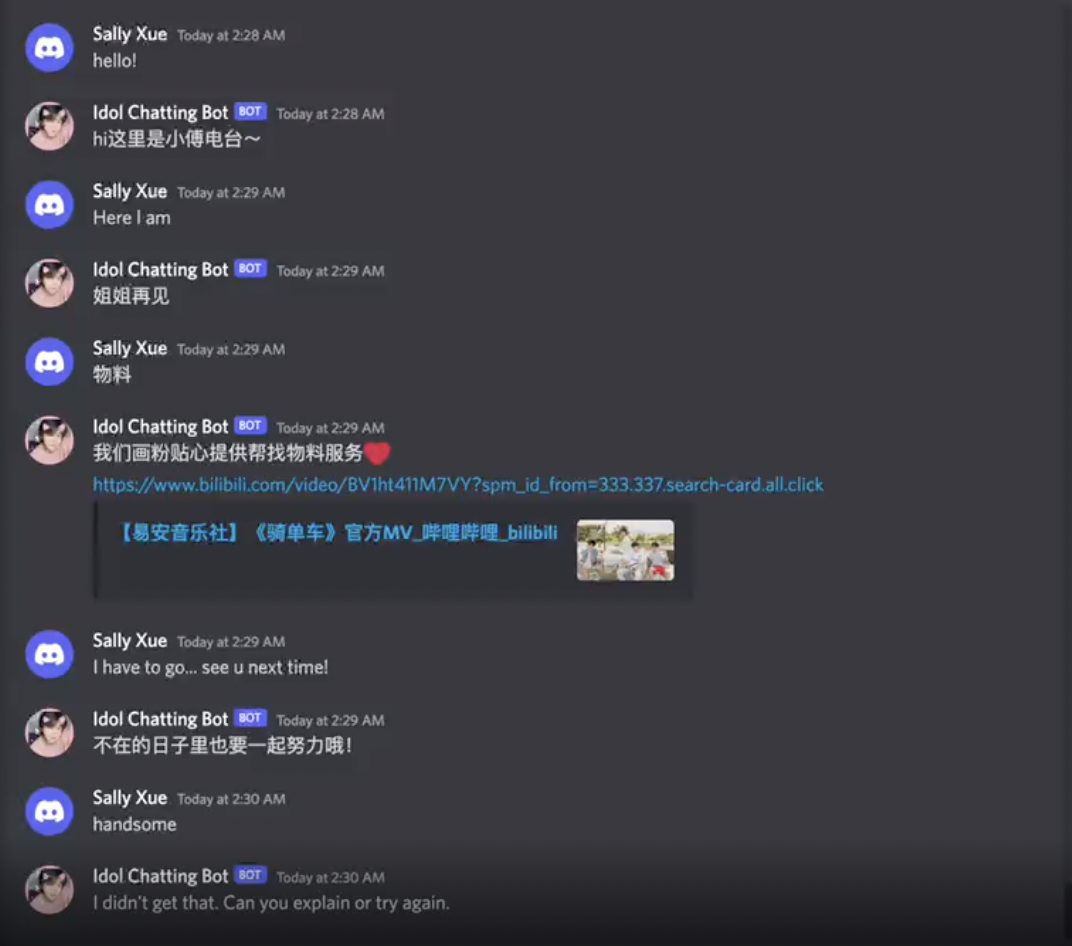 Sally Xue Today at 2:28 AM
hello!
Idol Chatting Bot BOT Today at 2:28 AM
hi这里是小傅电台～
Sally Xue Today at 2:29 AM
Here I am
Idol Chatting Bot BOT Today at 2:29 AM
姐姐再见
Sally Xue Today at 2:29 AM
物料
Idol Chatting Bot BOT Today at 2:29 AM
我们画粉贴心提供帮找物料服务❤️
https://www.bilibili.com/video/BV1ht411M7VY?spm_id_from=333.337.search-card.all.click
【易安音乐社】《骑单车》官方MV_哔哩哔哩_bilibili
Sally Xue Today at 2:29 AM
I have to go... see u next time!
Idol Chatting Bot BOT Today at 2:29 AM
不在的日子里也要一起努力哦！
Sally Xue Today at 2:30 AM
handsome
Idol Chatting Bot BOT Today at 2:30 AM
I didn't get that. Can you explain or try again.